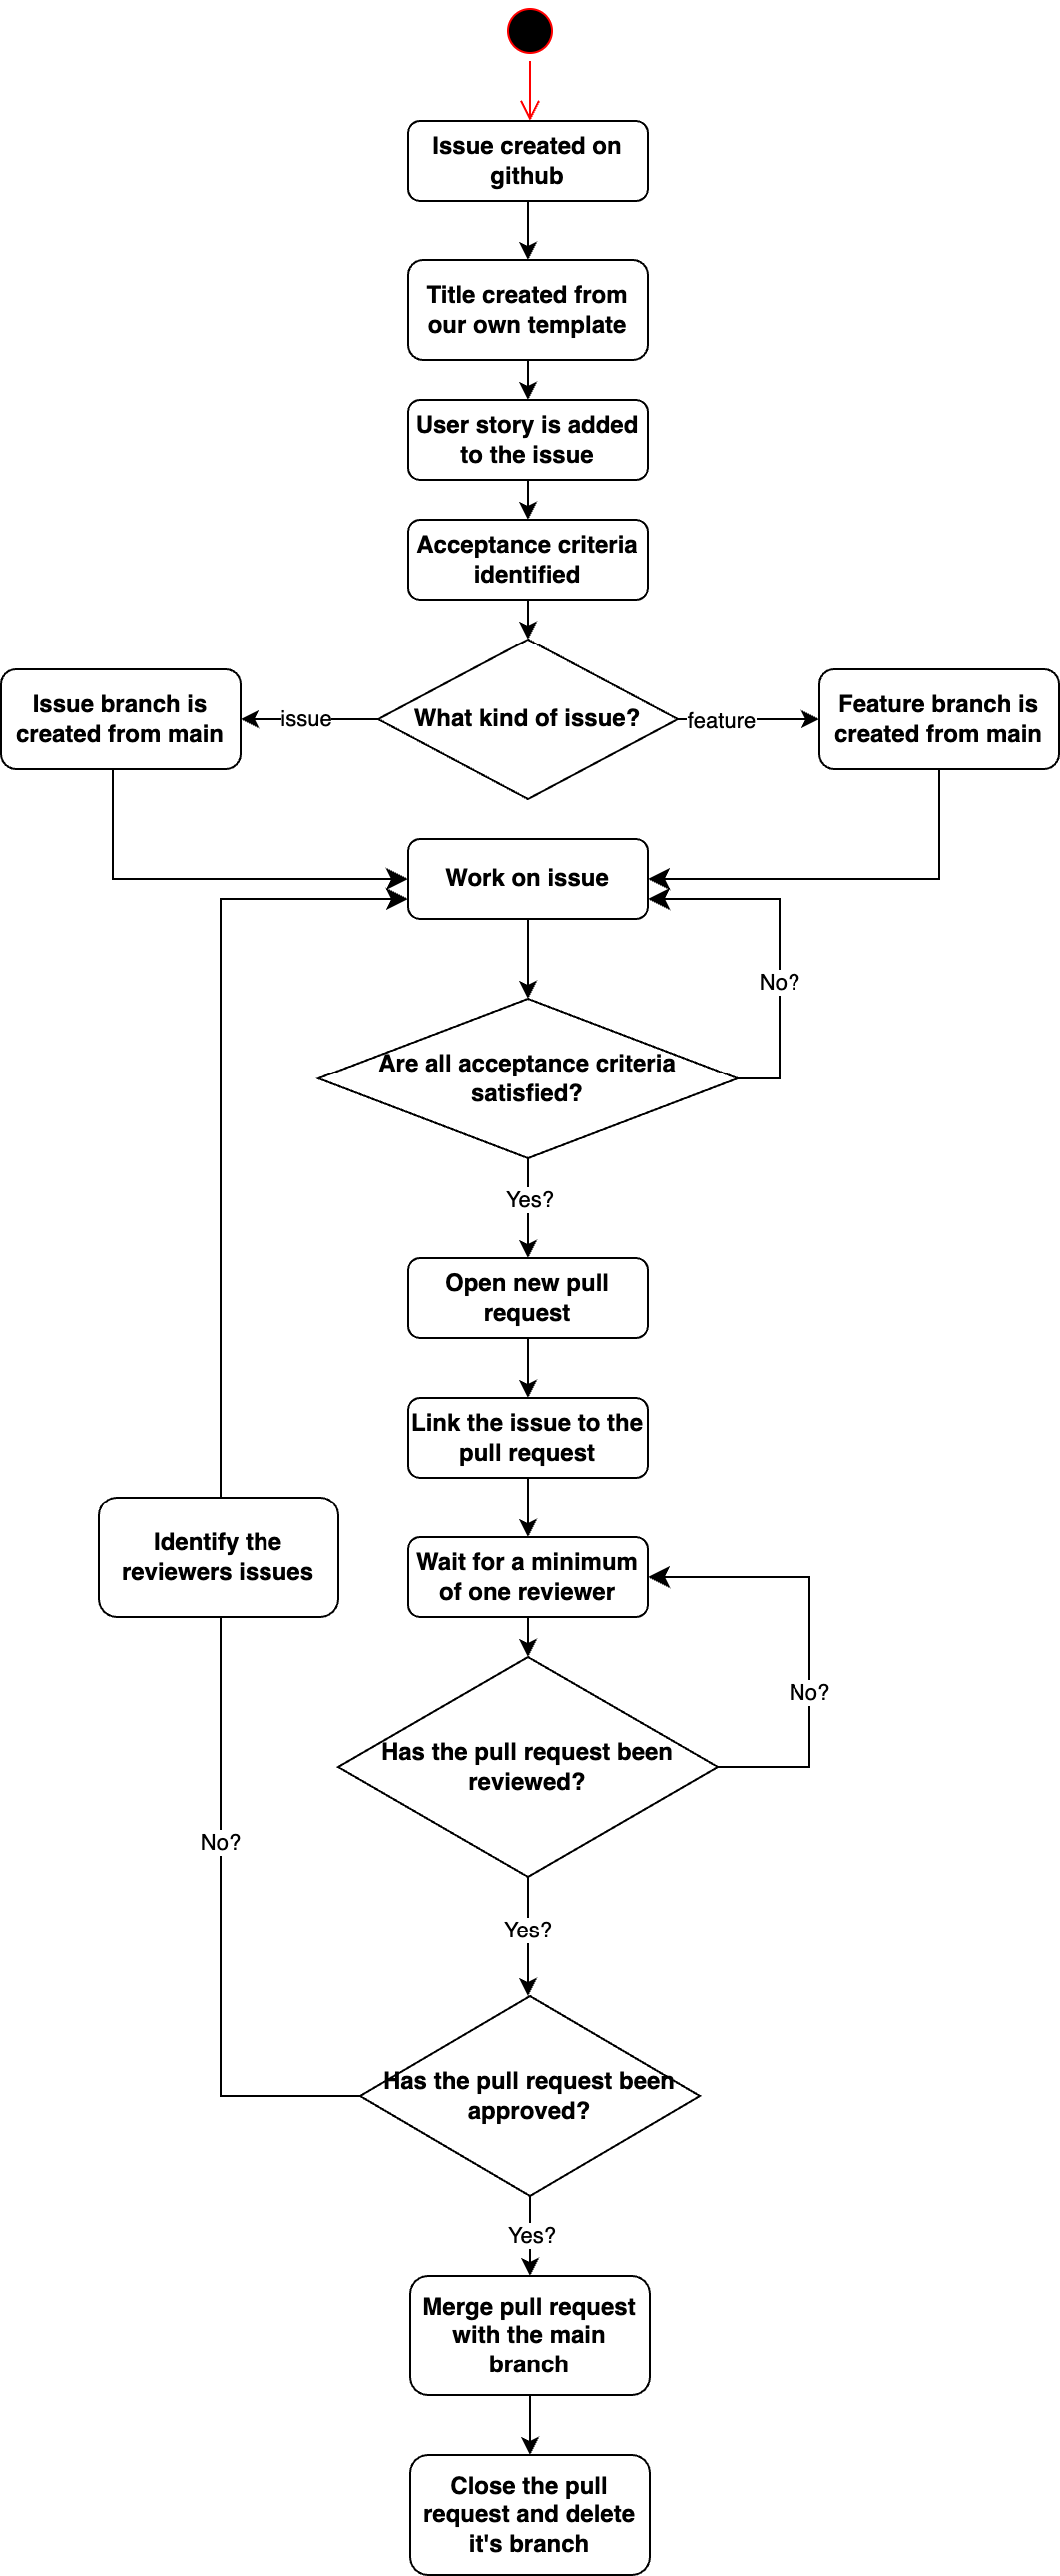 Issue created on
github
Title created from
our own template
User story is added
to the issue
Acceptance criteria
identified
Issue branch is
created from main
issue
What kind of issue?
feature
Feature branch is
created from main
Work on issue
No?
Are all acceptance criteria
satisfied?
Yes?
Open new pull
request
Link the issue to the
pull request
Identify the
reviewers issues
Wait for a minimum
of one reviewer
No?
Has the pull request been
reviewed?
No?
Yes?
Has the pull request been
approved?
Yes?
Merge pull request
with the main
branch
Close the pull
request and delete
it's branch